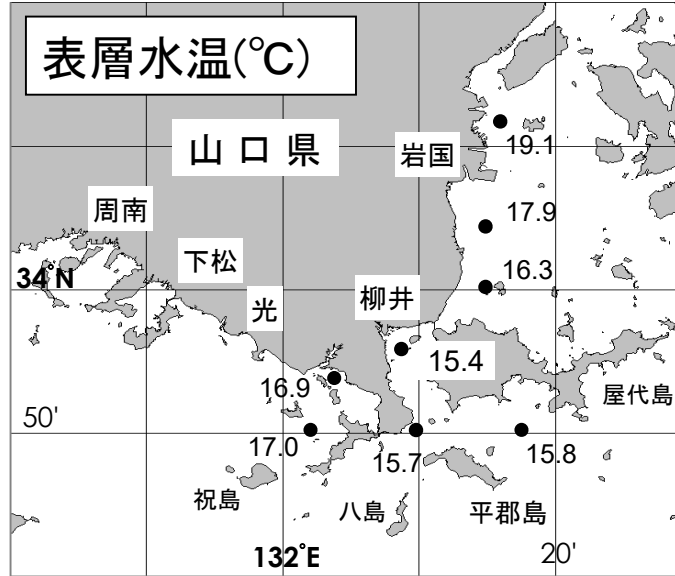 表層水温(℃)
山口県
岩国
19.1
周南
17.9
下松
16.3
34°N
光
柳井
15.4
16.9
屋代島
50'
17.0
15.7
15.8
祝島
八島
平郡島
132°E
20'